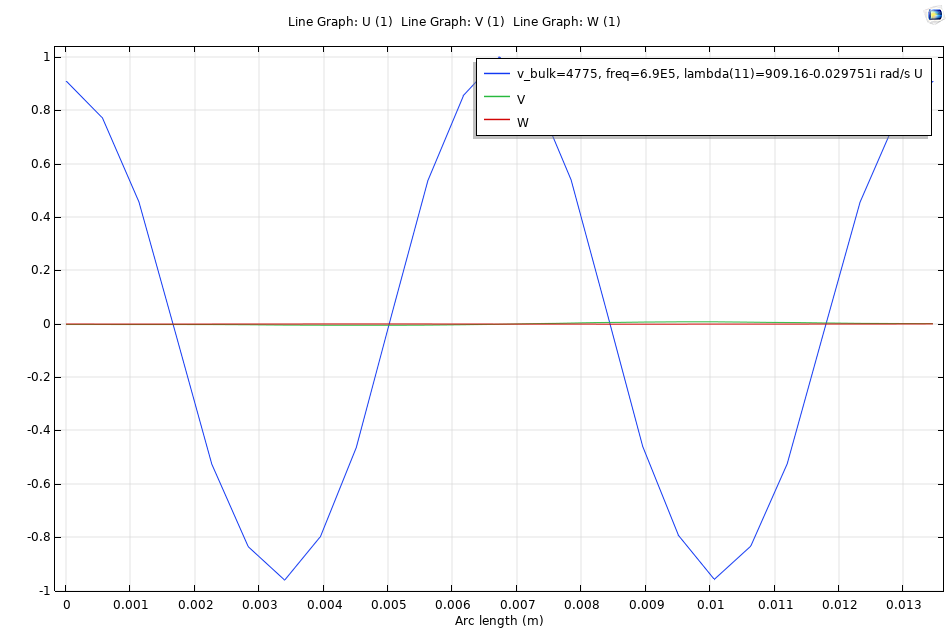 Line Graph: U (1)  Line Graph: V (1)  Line Graph: W (1)
v_bulk=4775, freq=6.9E5, lambda(11)=909.16-0.029751i rad/s U
V
W
1
0.8
0.6
0.4
0.2
0
-0.2
-0.4
-0.6
-0.8
-1
0 0.001 0.002 0.003 0.004 0.005 0.006 0.007 0.008 0.009 0.01 0.011 0.012 0.013
Arc length (m)